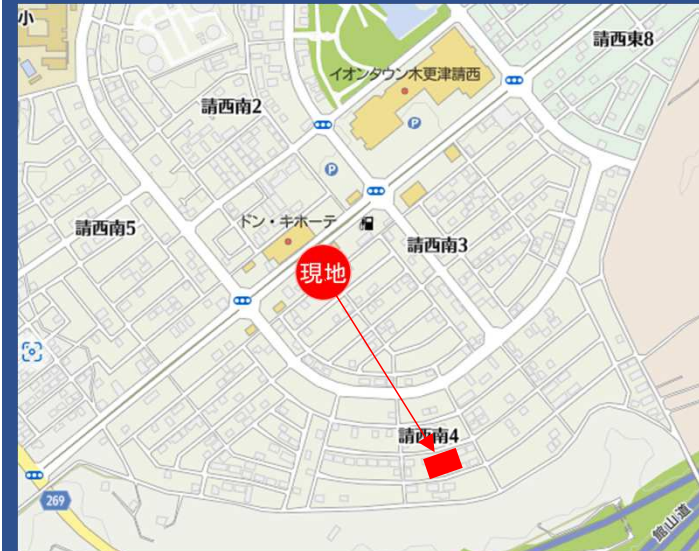 小
請西東8
イオンタウン木更津請西
請西南2
P
P
ドン・キホーテ
請西南5
請西南3
現地
請西南4
269
館山道